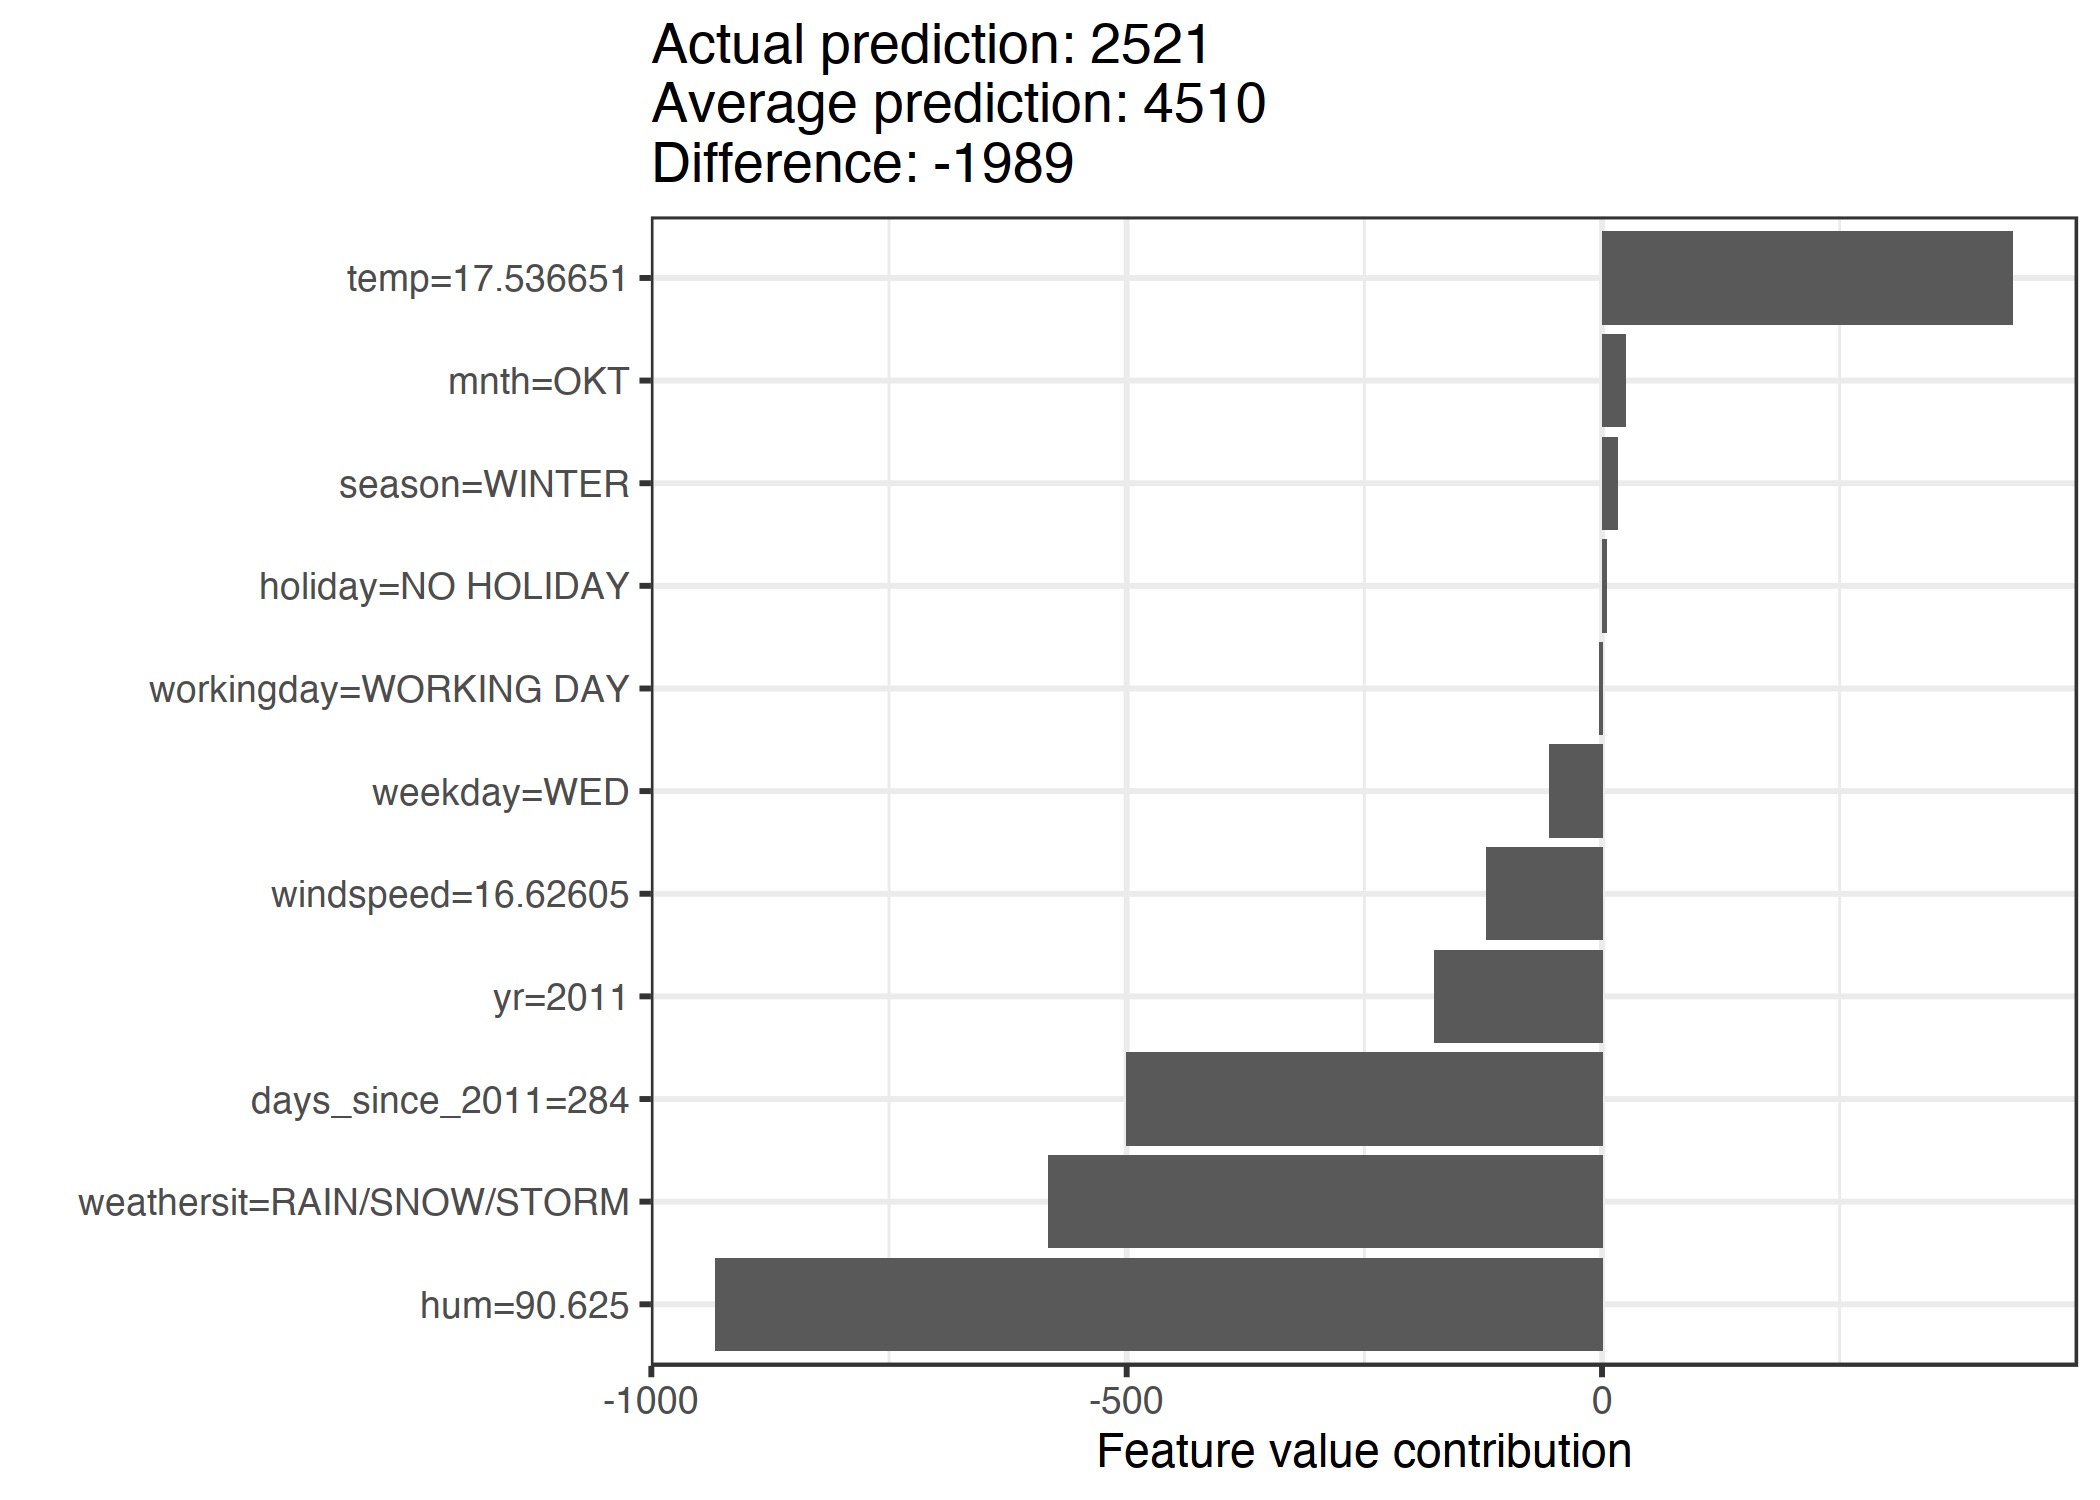 Actual prediction: 2521
Average prediction: 4510
Difference: -1989
temp=17.536651
mnth=OKT
season=WINTER
holiday=NO HOLIDAY
workingday=WORKING DAY
weekday=WED
windspeed=16.62605
yr=2011
days_since_2011=284
weathersit=RAIN/SNOW/STORM
hum=90.625
-1000 -500 0
Feature value contribution